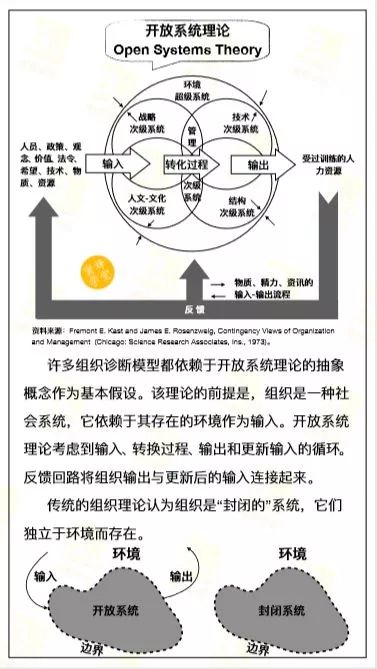 开放系统理论
Open Systems Theory
环境
超级系统
战略
次级系统
管
理
技术
次级系统
人员、政策、观
念、价值、法令、
希望、技术、物
质、资源
输入
转化过程
输出
受过训练的人
力资源
次级
系统
人文-文化
次级系统
结构
次级系统
物质、精力、资讯的
输入-输出流程
反馈
资料来源：Fremont E. Kast and James E. Rosenzweig, Contingency Views of Organization
and Management (Chicago: Science Research Associates, Ins., 1973)。
许多组织诊断模型都依赖于开放系统理论的抽象
概念作为基本假设。该理论的前提是，组织是一种社
会系统，它依赖于其存在的环境作为输入。开放系统
理论考虑到输入、转换过程、输出和更新输入的循环。
反馈回路将组织输出与更新后的输入连接起来。
传统的组织理论认为组织是“封闭的”系统，它们
独立于环境而存在。
环境
环境
输入
输出
开放系统
封闭系统
边界
边界